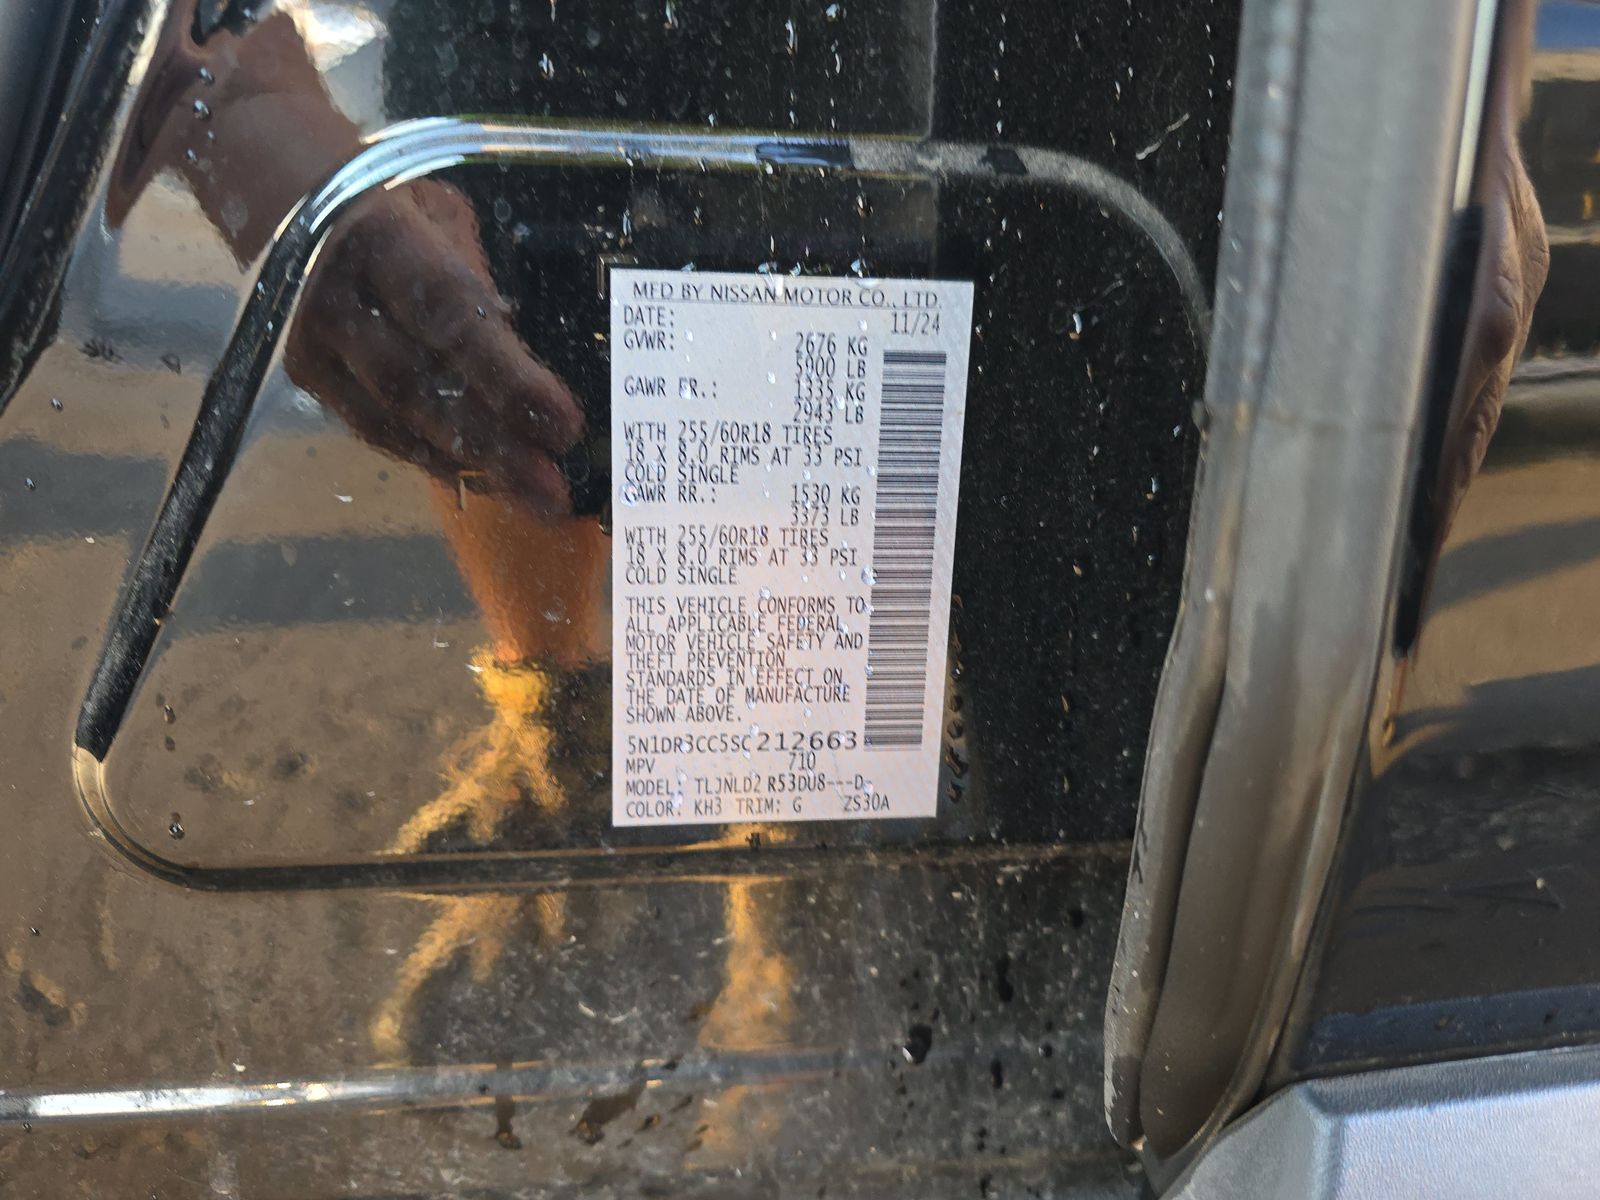 MFD BY NISSAN MOTOR CO., LTD.
DATE: 11/24
GVWR: 2676 KG
5900 LB
GAWR FR.: 1335 KG
2943 LB
WITH 255/60R18 TIRES
18 X 8.0 RIMS AT 33 PSI
COLD SINGLE
GAWR RR.: 1530 KG
3373 LB
WITH 255/60R18 TIRES
18 X 8.0 RIMS AT 33 PSI
COLD SINGLE
THIS VEHICLE CONFORMS TO
ALL APPLICABLE FEDERAL
MOTOR VEHICLE SAFETY AND
THEFT PREVENTION
STANDARDS IN EFFECT ON
THE DATE OF MANUFACTURE
SHOWN ABOVE.
5N1DR3CC5SC212663
MPV 710
MODEL: TLJNLD2 R53DU8---D-
COLOR: KH3 TRIM: G ZS30A